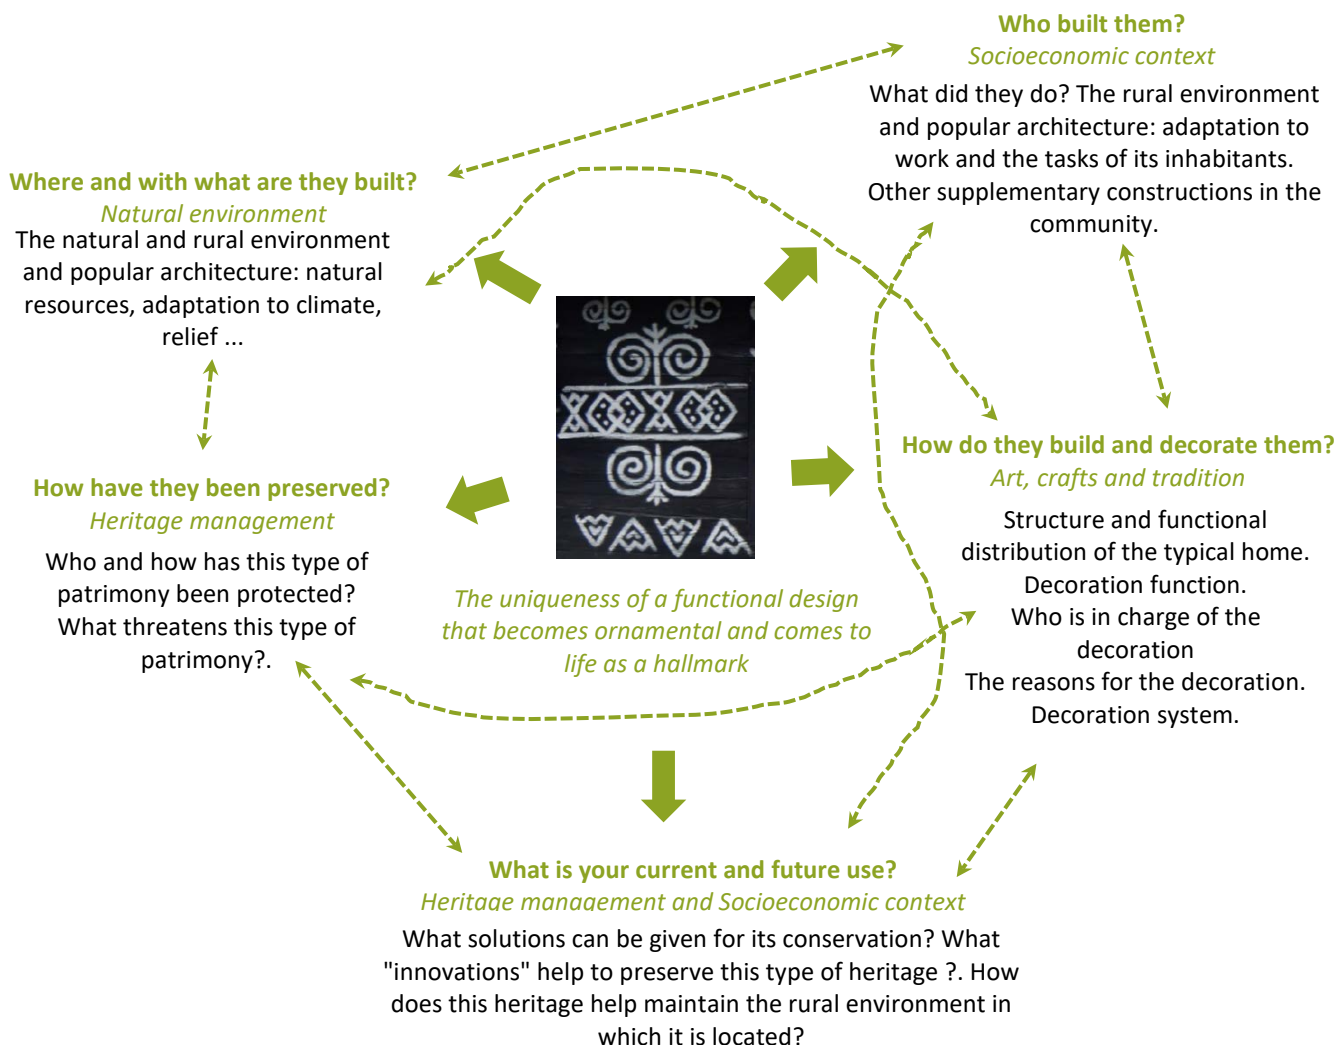 Who built them?
Socioeconomic context
What did they do? The rural environment
and popular architecture: adaptation to
work and the tasks of its inhabitants.
Other supplementary constructions in the
community.
Where and with what are they built?
Natural environment
The natural and rural environment
and popular architecture: natural
resources, adaptation to climate,
relief ...
How do they build and decorate them?
Art, crafts and tradition
Structure and functional
distribution of the typical home.
Decoration function.
Who is in charge of the
decoration
The reasons for the decoration.
Decoration system.
How have they been preserved?
Heritage management
Who and how has this type of
patrimony been protected?
What threatens this type of
patrimony?.
The uniqueness of a functional design
that becomes ornamental and comes to
life as a hallmark
What is your current and future use?
Heritage management and Socioeconomic context
What solutions can be given for its conservation? What
"innovations" help to preserve this type of heritage ?. How
does this heritage help maintain the rural environment in
which it is located?